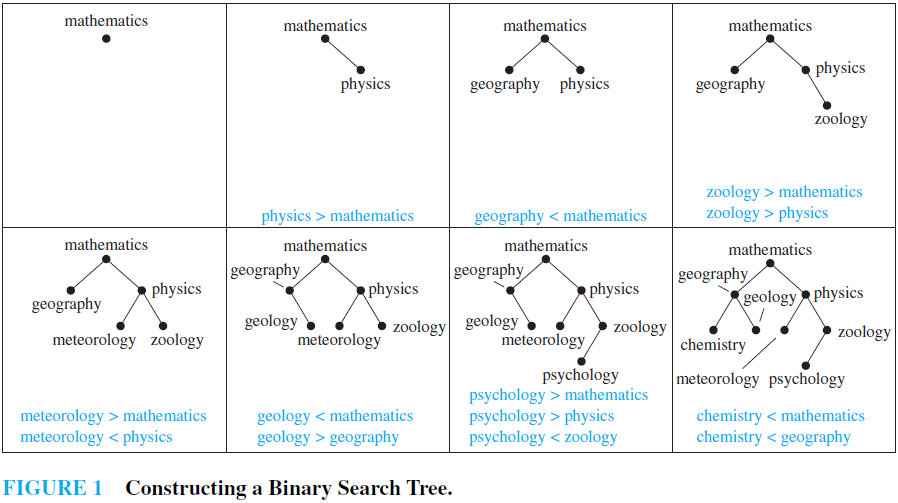 mathematics
mathematics
physics
physics > mathematics
mathematics
geography physics
geography < mathematics
mathematics
physics
geography
zoology
zoology > mathematics
zoology > physics
mathematics
physics
geography
meteorology zoology
meteorology > mathematics
meteorology < physics
mathematics
geography
physics
geology
zoology
meteorology
geology < mathematics
geology > geography
mathematics
geography
physics
geology
zoology
meteorology
psychology
psychology > mathematics
psychology > physics
psychology < zoology
mathematics
geography
geology
physics
zoology
chemistry
meteorology psychology
chemistry < mathematics
chemistry < geography
FIGURE 1 Constructing a Binary Search Tree.